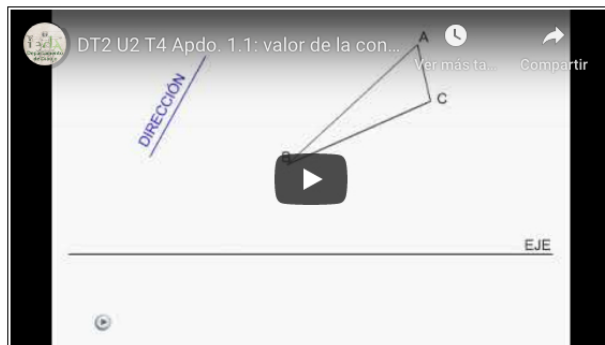 DT2 U2 T4 Apdo. 1.1: valor de la con...
Ver más ta...
Compartir
A
DIRECCIÓN
C
B
EJE